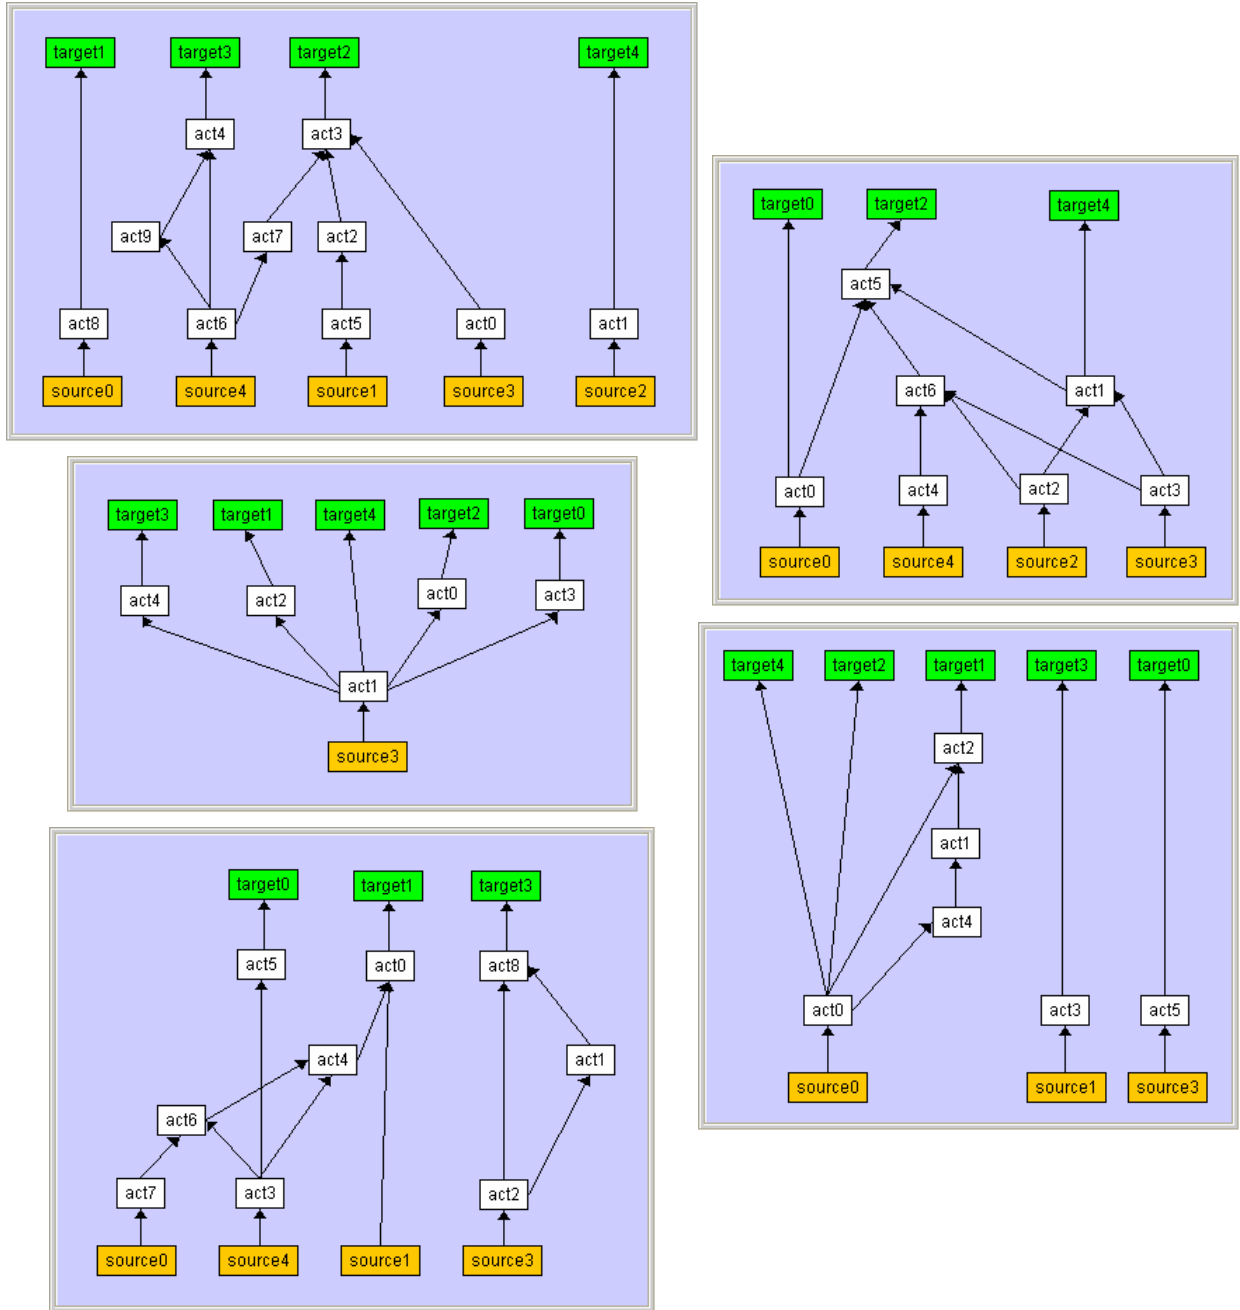 target1 target3 target2 target4
act4 act3
act9 act7 act2
act8 act6 act5 act0 act1
source0 source4 source1 source3 source2
target0 target2 target4
act5
act6 act1
act0 act4 act2 act3
source0 source4 source2 source3
target3 target1 target4 target2 target0
act4 act2 act0 act3
act1
source3
target4 target2 target1 target3 target0
act2
act1
act4
act0 act3 act5
source0 source1 source3
target0 target1 target3
act5 act0 act8
act4 act1
act6
act7 act3 act2
source0 source4 source1 source3